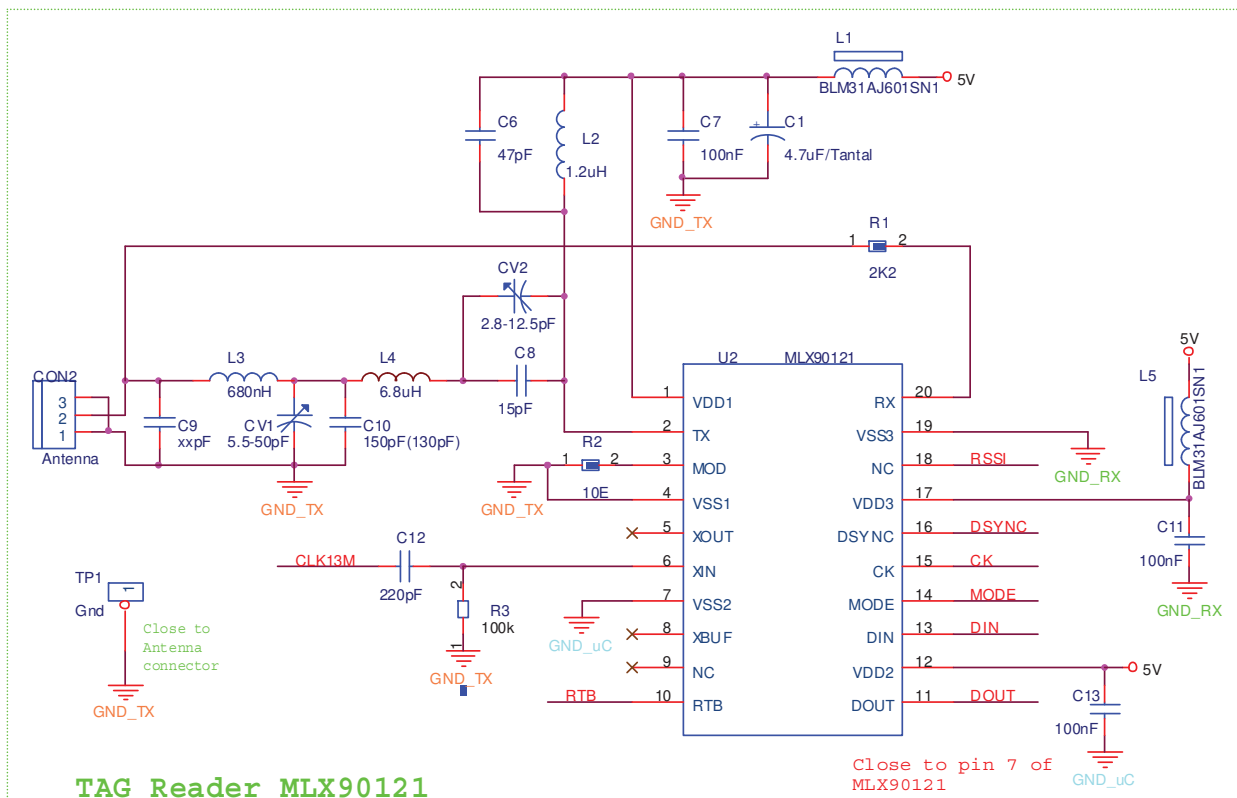 L1
BLM31AJ601SN1
5V
C6
47pF
L2
1.2uH
C7
100nF
+
C1
4.7uF/Tantal
GND_TX
R1
1
2
2K2
CV2
2.8-12.5pF
5V
U2
MLX90121
L3
680nH
L4
6.8uH
C8
15pF
L5
BLM31AJ601SN1
CON2
3
2
1
Antenna
C9
xxpF
CV1
5.5-50pF
C10
150pF(130pF)
GND_TX
R2
1
2
10E
GND_TX
1
VDD1
2
TX
3
MOD
4
VSS1
5
XOUT
6
XIN
7
VSS2
8
XBUF
9
NC
10
RTB
RX
20
VSS3
19
NC
18
RSSI
VDD3
17
DSYNC
16
DSYNC
CK
15
CK
MODE
14
MODE
DIN
13
DIN
VDD2
12
DOUT
11
DOUT
GND_RX
C11
100nF
GND_RX
CLK13M
C12
220pF
2
R3
100k
1
GND_TX
GND_uC
RTB
TP1
1
Gnd
Close to
Antenna
connector
GND_TX
5V
C13
100nF
GND_uC
Close to pin 7 of
MLX90121
TAG Reader MLX90121